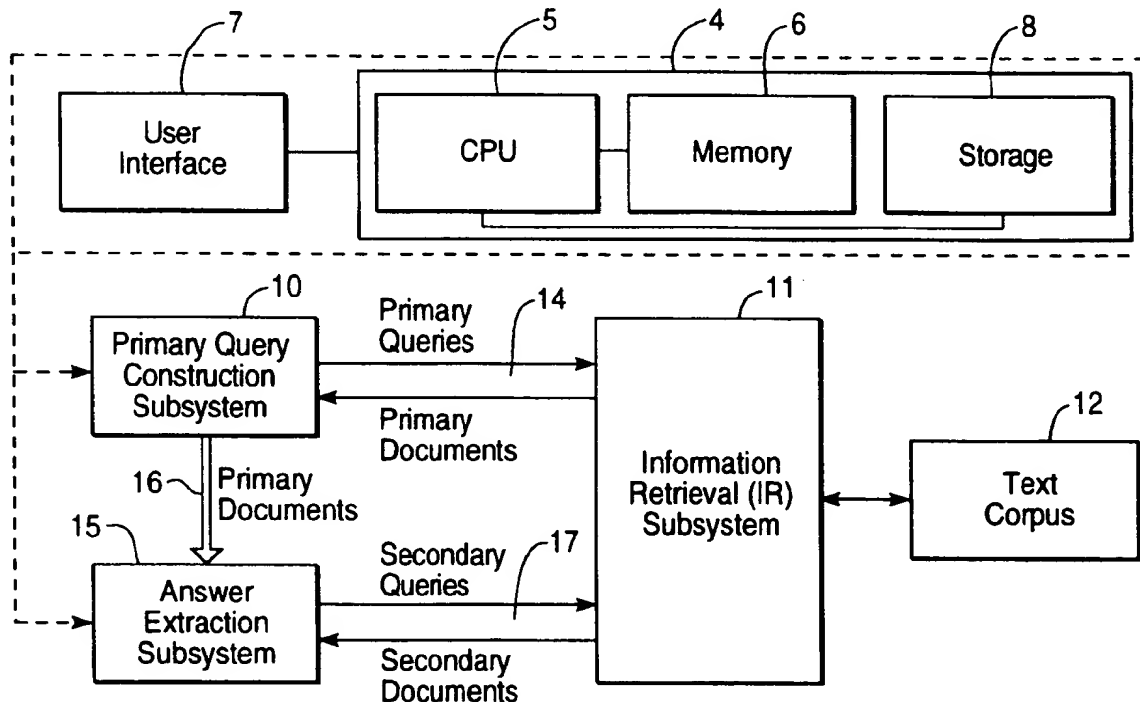 7
5
4
6
8
User
Interface
CPU
Memory
Storage
10
Primary
Queries
14
11
Primary Query
Construction
Subsystem
Primary
Documents
12
16
Primary
Documents
Information
Retrieval (IR)
Subsystem
Text
Corpus
15
Secondary
Queries
17
Answer
Extraction
Subsystem
Secondary
Documents